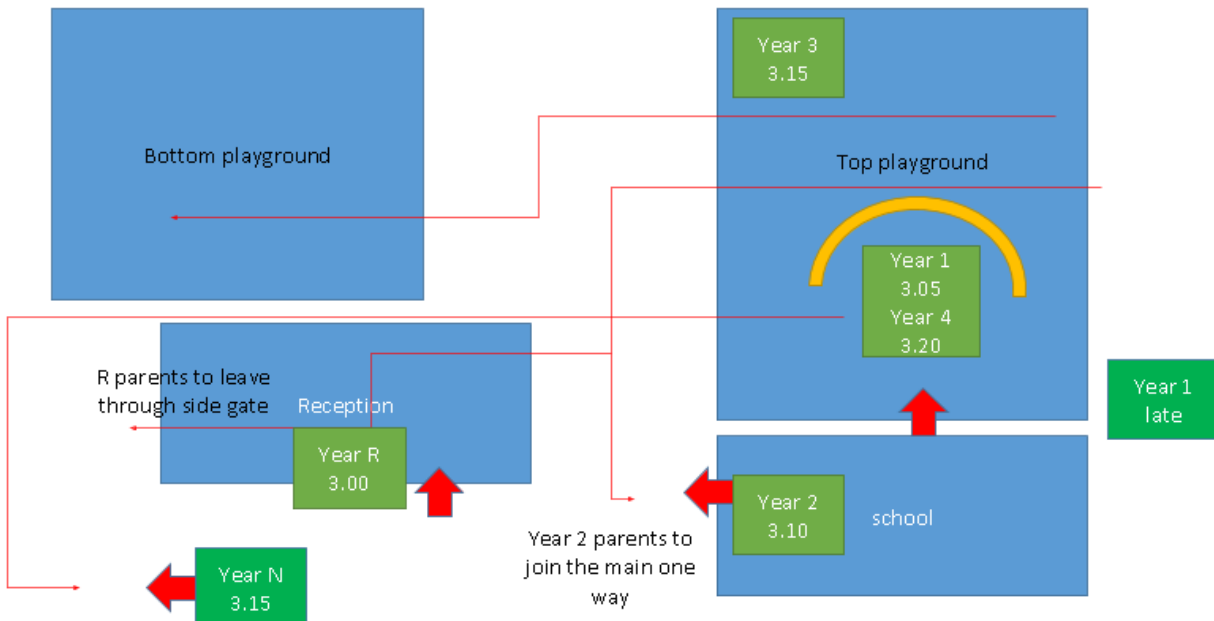 Year 3
3.15
Bottom playground
Top playground
Year 1
3.05
Year 4
3.20
R parents to leave
through side gate
Reception
Year 1
late
Year R
3.00
Year 2
3.10
school
Year 2 parents to
join the main one
way
Year N
3.15